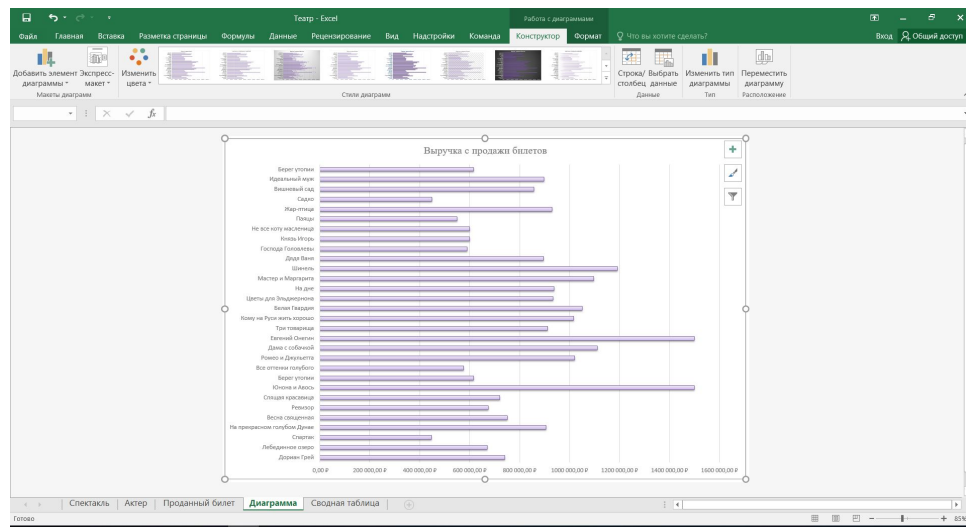 Театр - Excel
Работа с диаграммами
Файл Главная Вставка Разметка страницы Формулы Данные Рецензирование Вид Надстройки Команда Конструктор Формат Что вы хотите сделать? Вход Общий доступ
Добавить элемент диаграммы Экспресс-макет Изменить цвета Строка/столбец Выбрать данные Изменить тип диаграммы Переместить диаграмму
Макеты диаграмм Стили диаграмм Данные Тип Расположение
fx
Выручка с продажи билетов
Берег утопии
Идеальный муж
Вишневый сад
Садко
Жар-птица
Паяцы
Не все коту масленица
Князь Игорь
Господа Головлевы
Дядя Ваня
Шинель
Мастер и Маргарита
На дне
Цветы для Эльджернона
Белая Гвардия
Кому на Руси жить хорошо
Три товарища
Евгений Онегин
Дама с собачкой
Ромео и Джульетта
Все оттенки голубого
Берег утопии
Юнона и Авось
Спящая красавица
Ревизор
Весна священная
На прекрасном голубом Дунае
Спартак
Лебединное озеро
Дориан Грей
0,00 ₽ 200 000,00 ₽ 400 000,00 ₽ 600 000,00 ₽ 800 000,00 ₽ 1000 000,00 ₽ 1200 000,00 ₽ 1400 000,00 ₽ 1600 000,00 ₽
Спектакль Актер Проданный билет Диаграмма Сводная таблица
Готово 85%